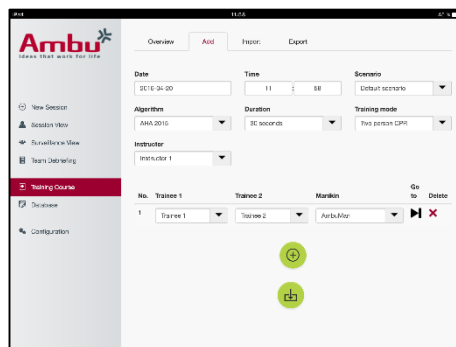 iPad 11:58
Ambu
Ideas that work for life
Overview Add Import Export
Date Time Scenario
2016-04-20 11 : 58 Default scenario
Algorithm Duration Training mode
AHA 2015 30 seconds Two person CPR
Instructor
Instructor 1
New Session
Session View
Surveillance View
Team Debriefing
Training Course
Database
Configuration
No. Trainee 1 Trainee 2 Manikin Go to Delete
1 Trainee 1 Trainee 2 AmbuMan